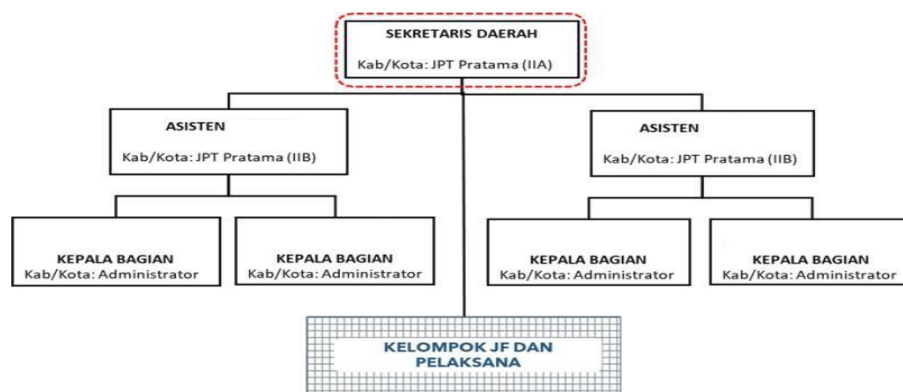 SEKRETARIS DAERAH
Kab/Kota: JPT Pratama (IIA)
ASISTEN
Kab/Kota: JPT Pratama (IIB)
ASISTEN
Kab/Kota: JPT Pratama (IIB)
KEPALA BAGIAN
Kab/Kota: Administrator
KEPALA BAGIAN
Kab/Kota: Administrator
KEPALA BAGIAN
Kab/Kota: Administrator
KEPALA BAGIAN
Kab/Kota: Administrator
KELOMPOK JF DAN
PELAKSANA